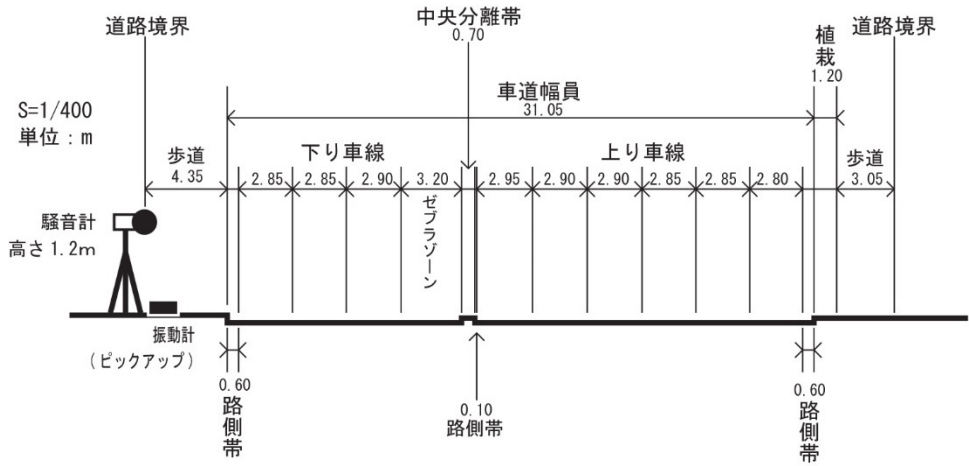 道路境界
中央分離帯
0.70
植栽
1.20
道路境界
S=1/400
単位：m
車道幅員
31.05
歩道
4.35
下り車線
上り車線
歩道
3.05
2.85
2.85
2.90
3.20
2.95
2.90
2.90
2.85
2.85
2.80
ゼブラゾーン
騒音計
高さ1.2m
振動計
(ピックアップ)
0.60
路側帯
0.10
路側帯
0.60
路側帯